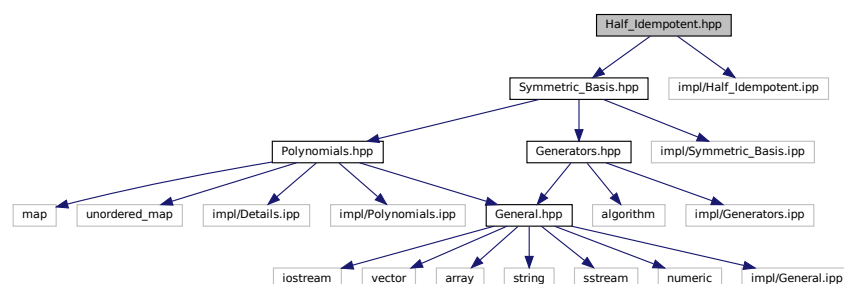 Half_Idempotent.hpp
Symmetric_Basis.hpp
impl/Half_Idempotent.ipp
Polynomials.hpp
Generators.hpp
impl/Symmetric_Basis.ipp
map
unordered_map
impl/Details.ipp
impl/Polynomials.ipp
General.hpp
algorithm
impl/Generators.ipp
iostream
vector
array
string
sstream
numeric
impl/General.ipp